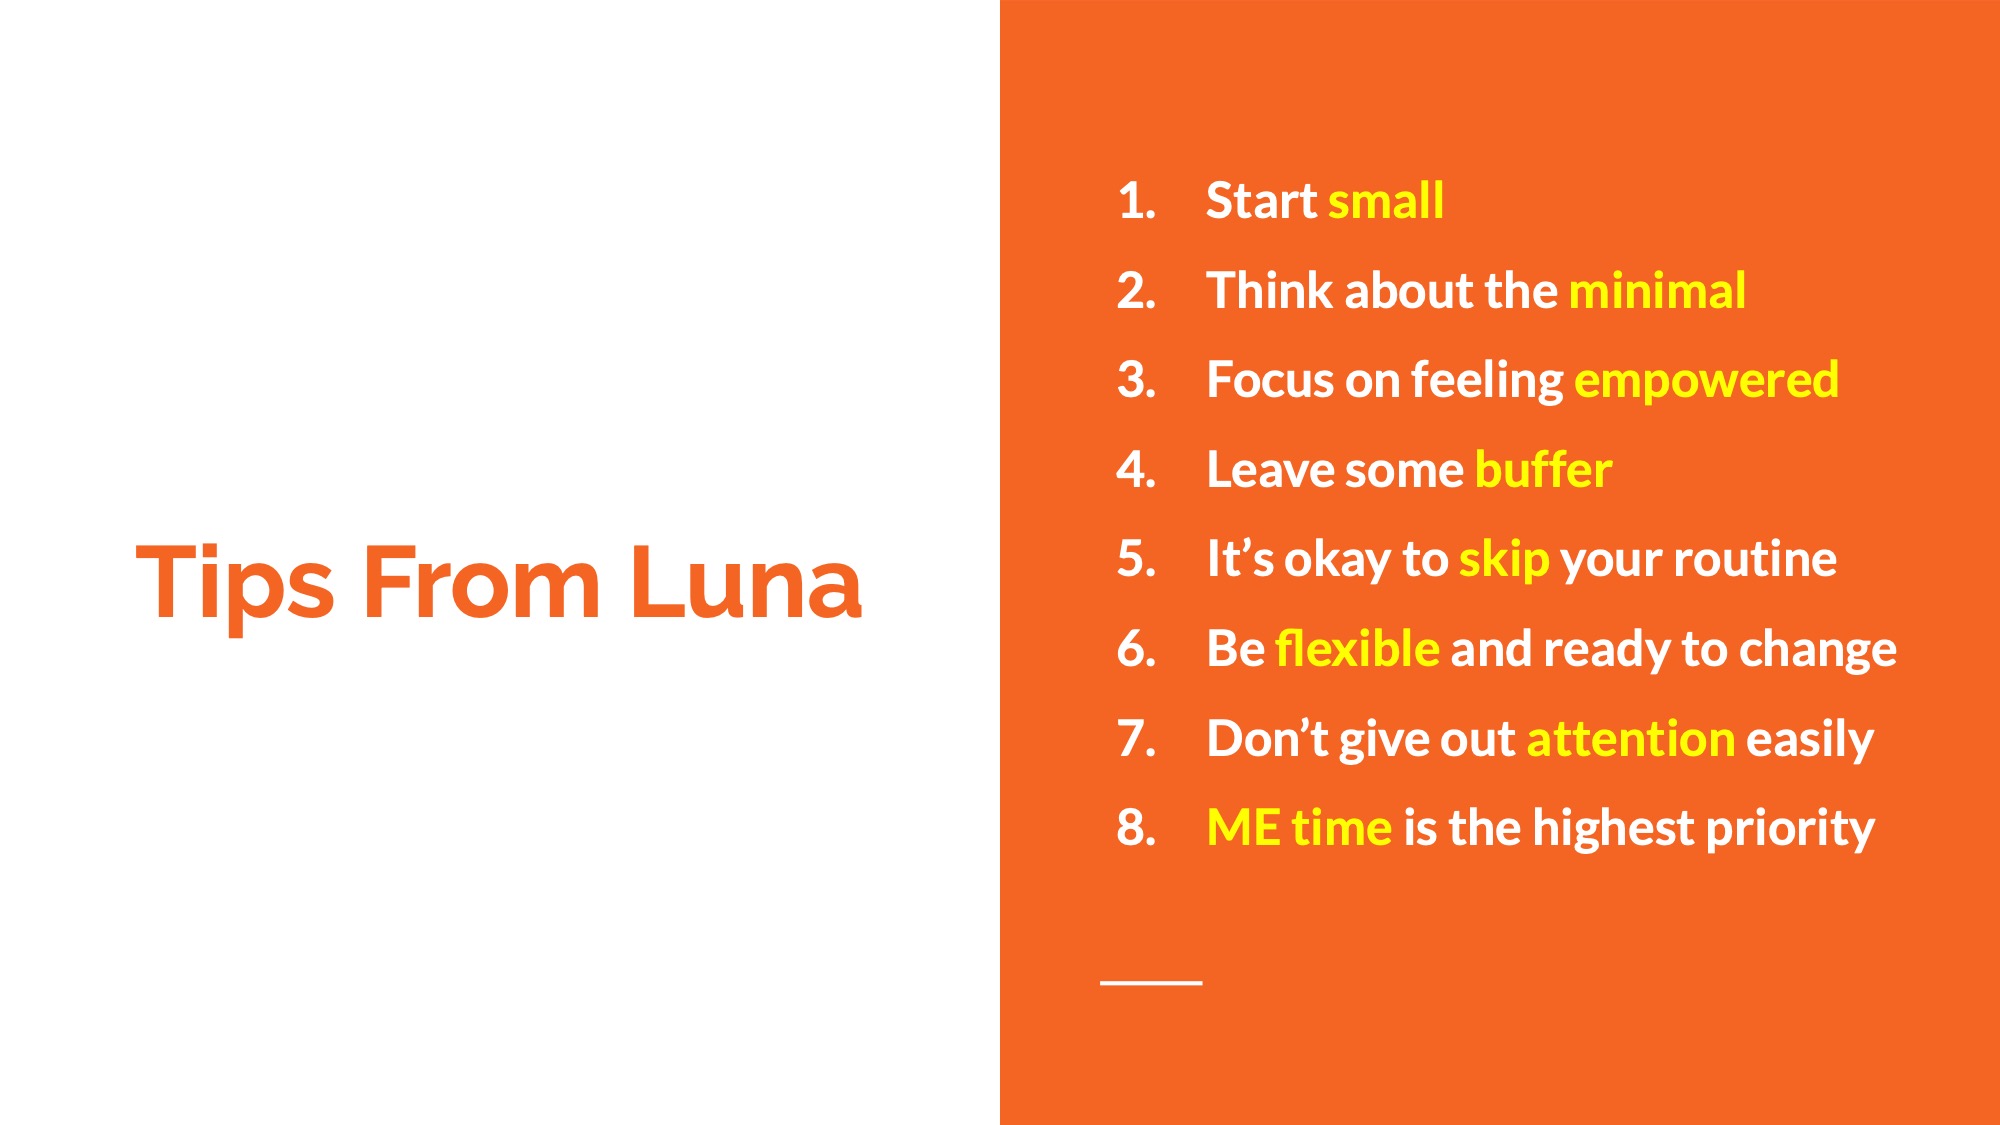 Tips From Luna
1. Start small
2. Think about the minimal
3. Focus on feeling empowered
4. Leave some buffer
5. It’s okay to skip your routine
6. Be flexible and ready to change
7. Don’t give out attention easily
8. ME time is the highest priority